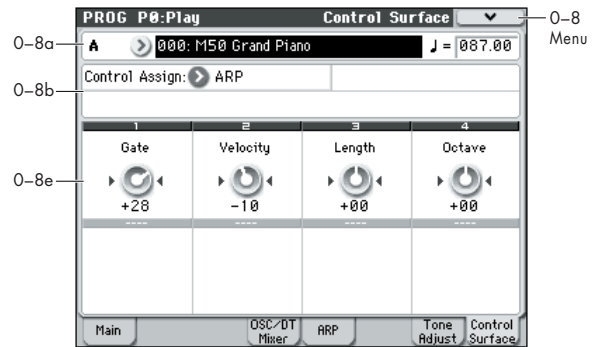 PROG P0:Play Control Surface
0–8 Menu
0–8a
A 000: M50 Grand Piano ♩= 087.00
0–8b
Control Assign: ARP
1 2 3 4
Gate Velocity Length Octave
0–8e
+28 -10 +00 +00
---- ---- ---- ----
Main OSC/DT Mixer ARP Tone Adjust Control Surface